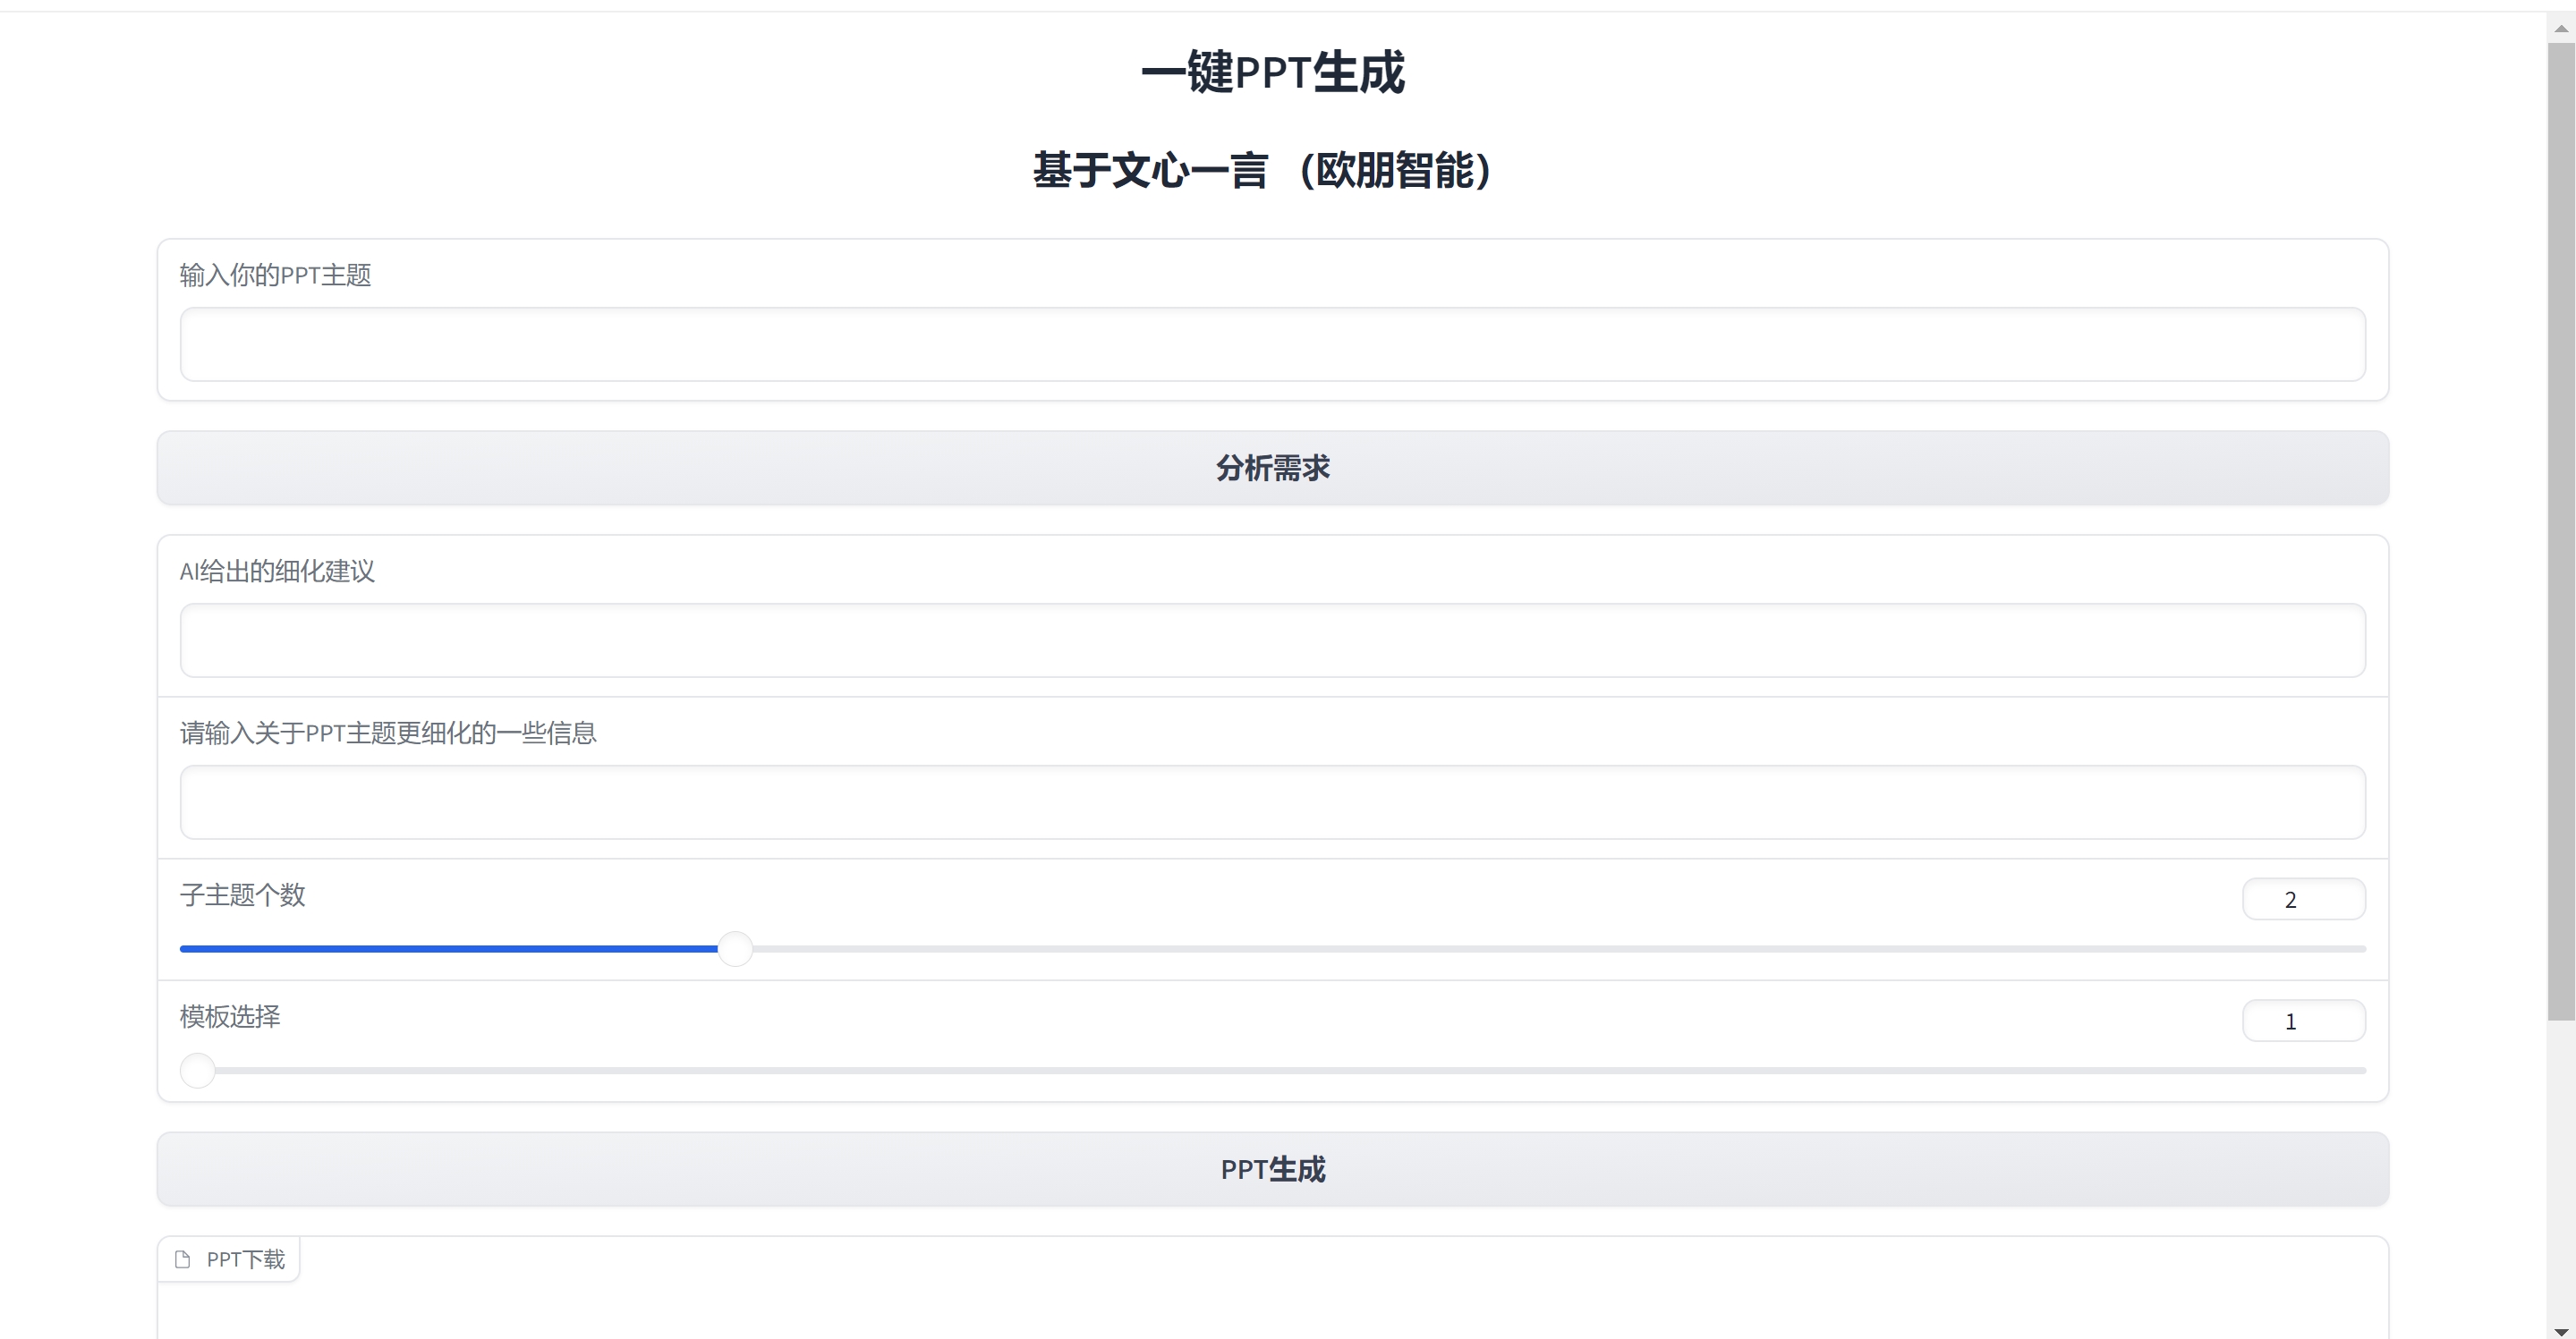 一键PPT生成
基于文心一言 （欧朋智能）
输入你的PPT主题
分析需求
AI给出的细化建议
请输入关于PPT主题更细化的一些信息
子主题个数
2
模板选择
1
PPT生成
PPT下载